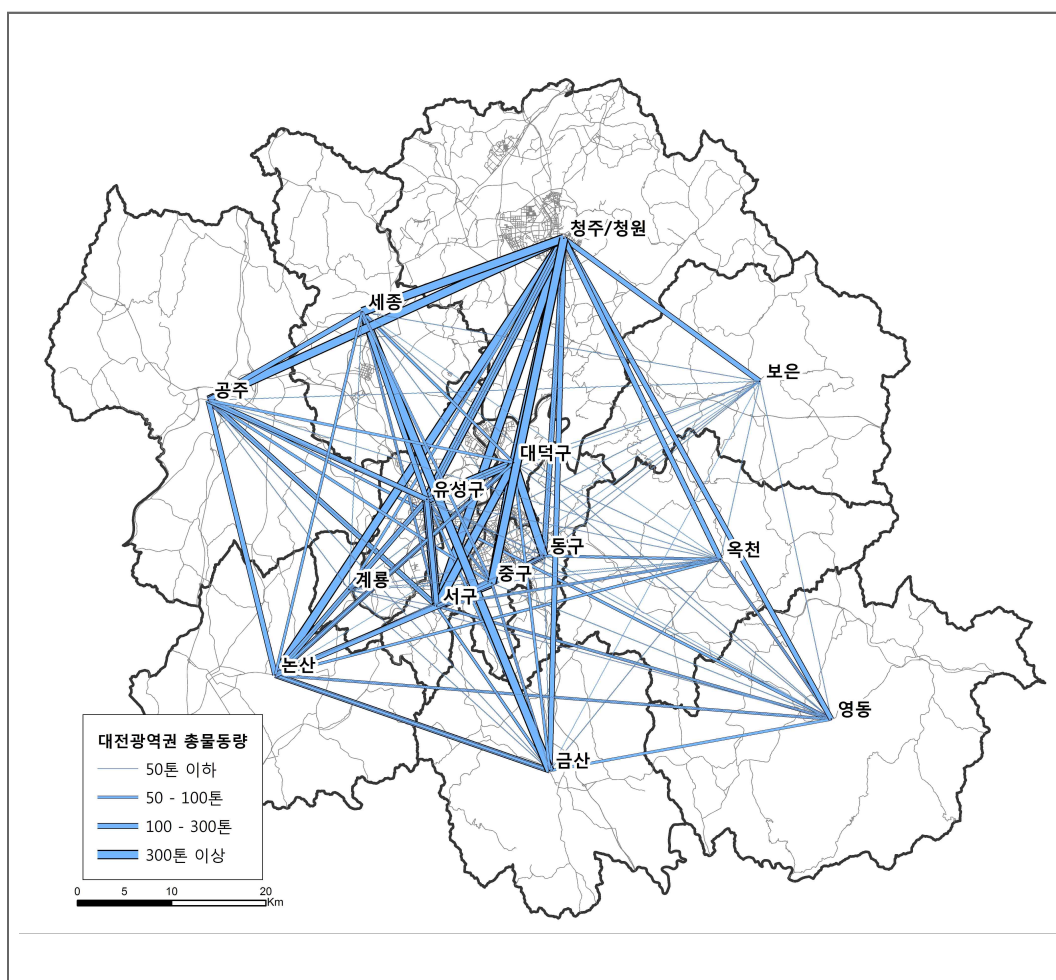 청주/청원
세종
보은
공주
대덕구
유성구
동구
옥천
중구
계룡
서구
논산
영동
금산
대전광역권 총물동량
50톤 이하
50 - 100톤
100 - 300톤
300톤 이상
0 5 10 20
Km